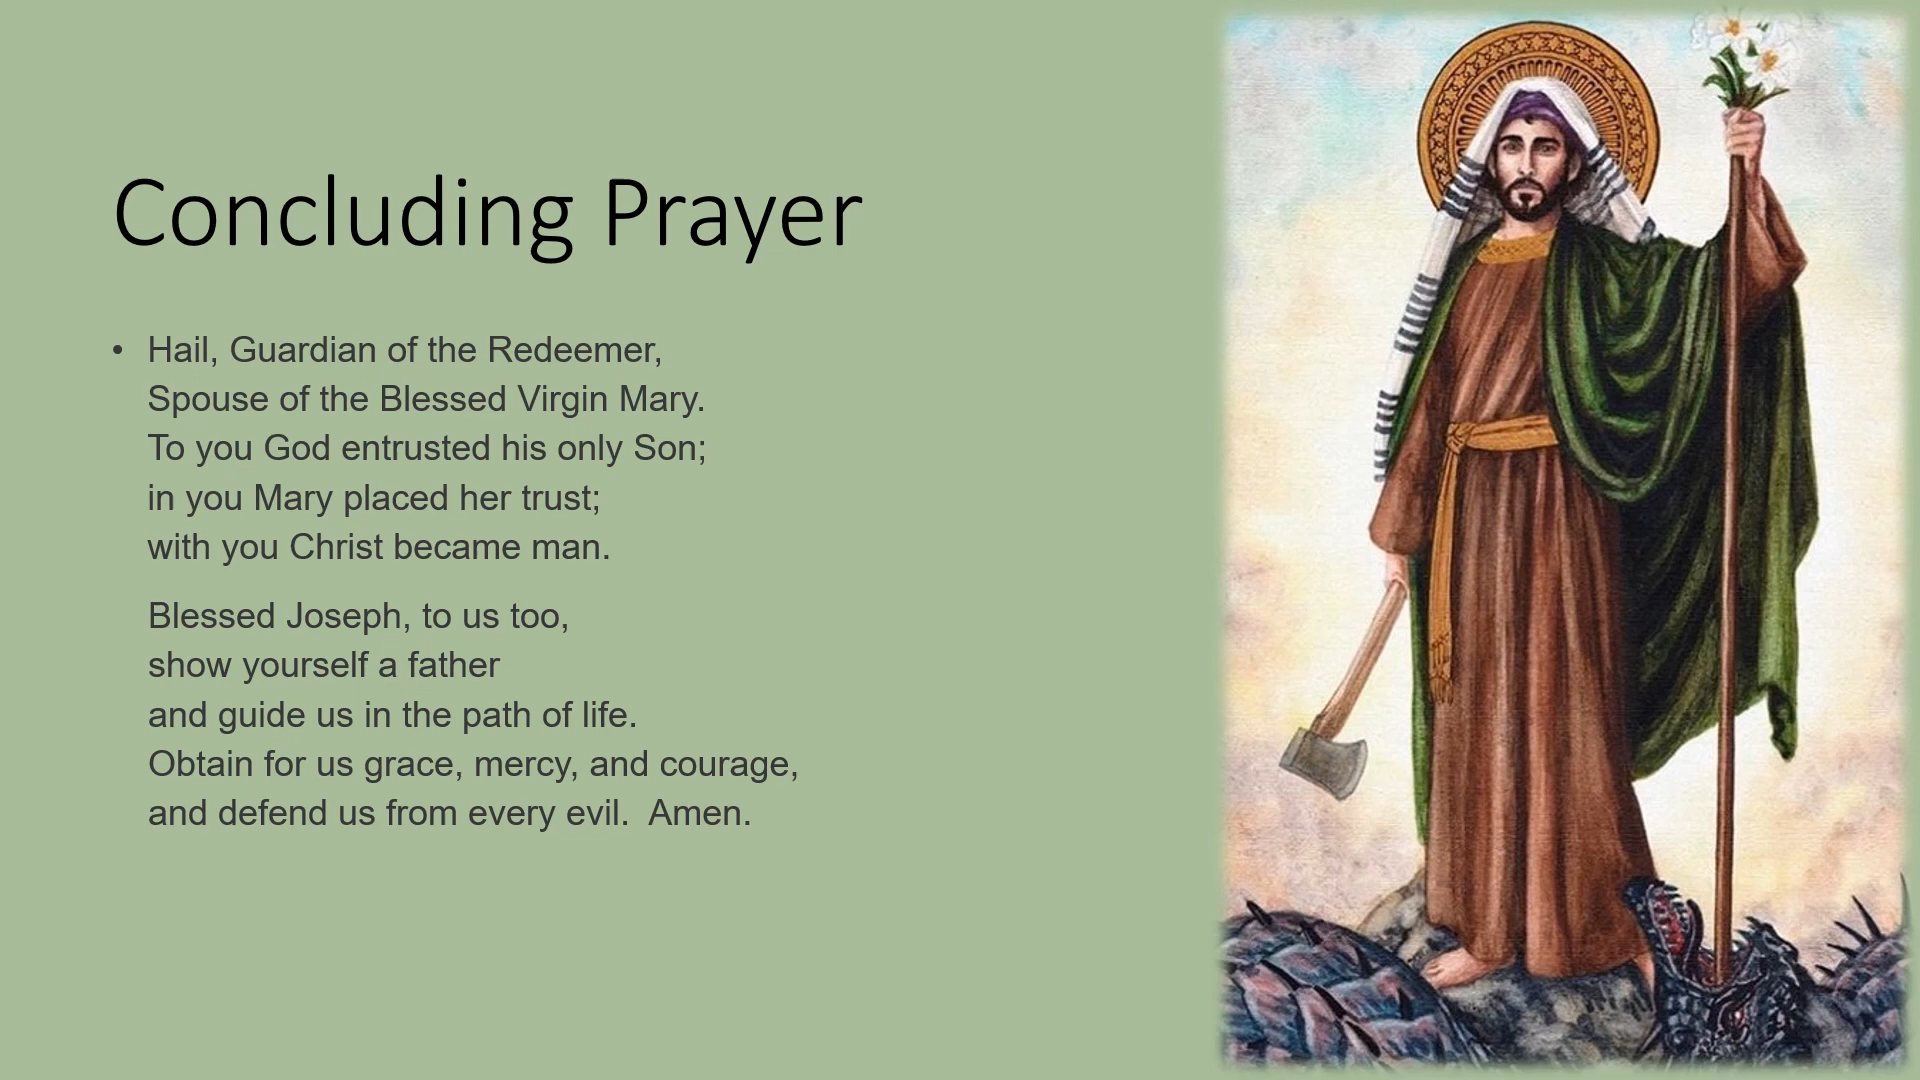 Concluding Prayer
• Hail, Guardian of the Redeemer,
Spouse of the Blessed Virgin Mary.
To you God entrusted his only Son;
in you Mary placed her trust;
with you Christ became man.
Blessed Joseph, to us too,
show yourself a father
and guide us in the path of life.
Obtain for us grace, mercy, and courage,
and defend us from every evil.  Amen.